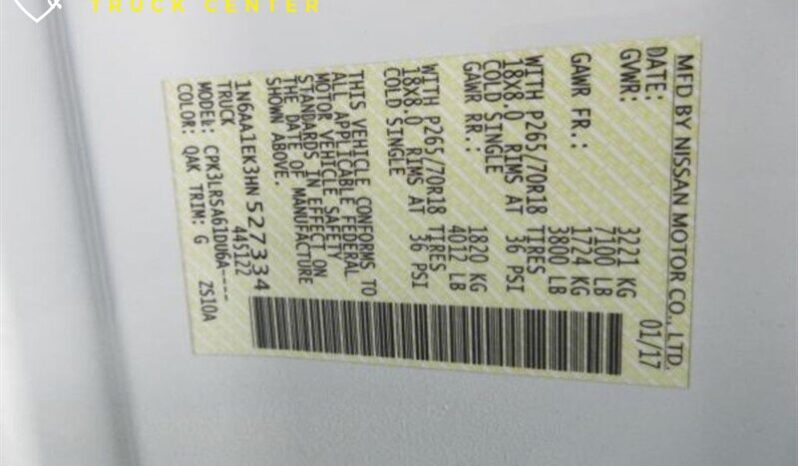 TRUCK CENTER
MFD BY NISSAN MOTOR CO., LTD.
DATE: 01/17
GVWR: 3221 KG
7100 LB
GAWR FR.: 1724 KG
3800 LB
WITH P265/70R18 TIRES
18X8.0 RIMS AT 36 PSI
COLD SINGLE
GAWR RR.: 1820 KG
4012 LB
WITH P265/70R18 TIRES
18X8.0 RIMS AT 36 PSI
COLD SINGLE
THIS VEHICLE CONFORMS TO
ALL APPLICABLE FEDERAL
MOTOR VEHICLE SAFETY
STANDARDS IN EFFECT ON
THE DATE OF MANUFACTURE
SHOWN ABOVE.
1N6AA1EK3HN527334
TRUCK 445122
MODEL: CPK3LRSA61DU6A----
COLOR: QAK TRIM: G ZS10A